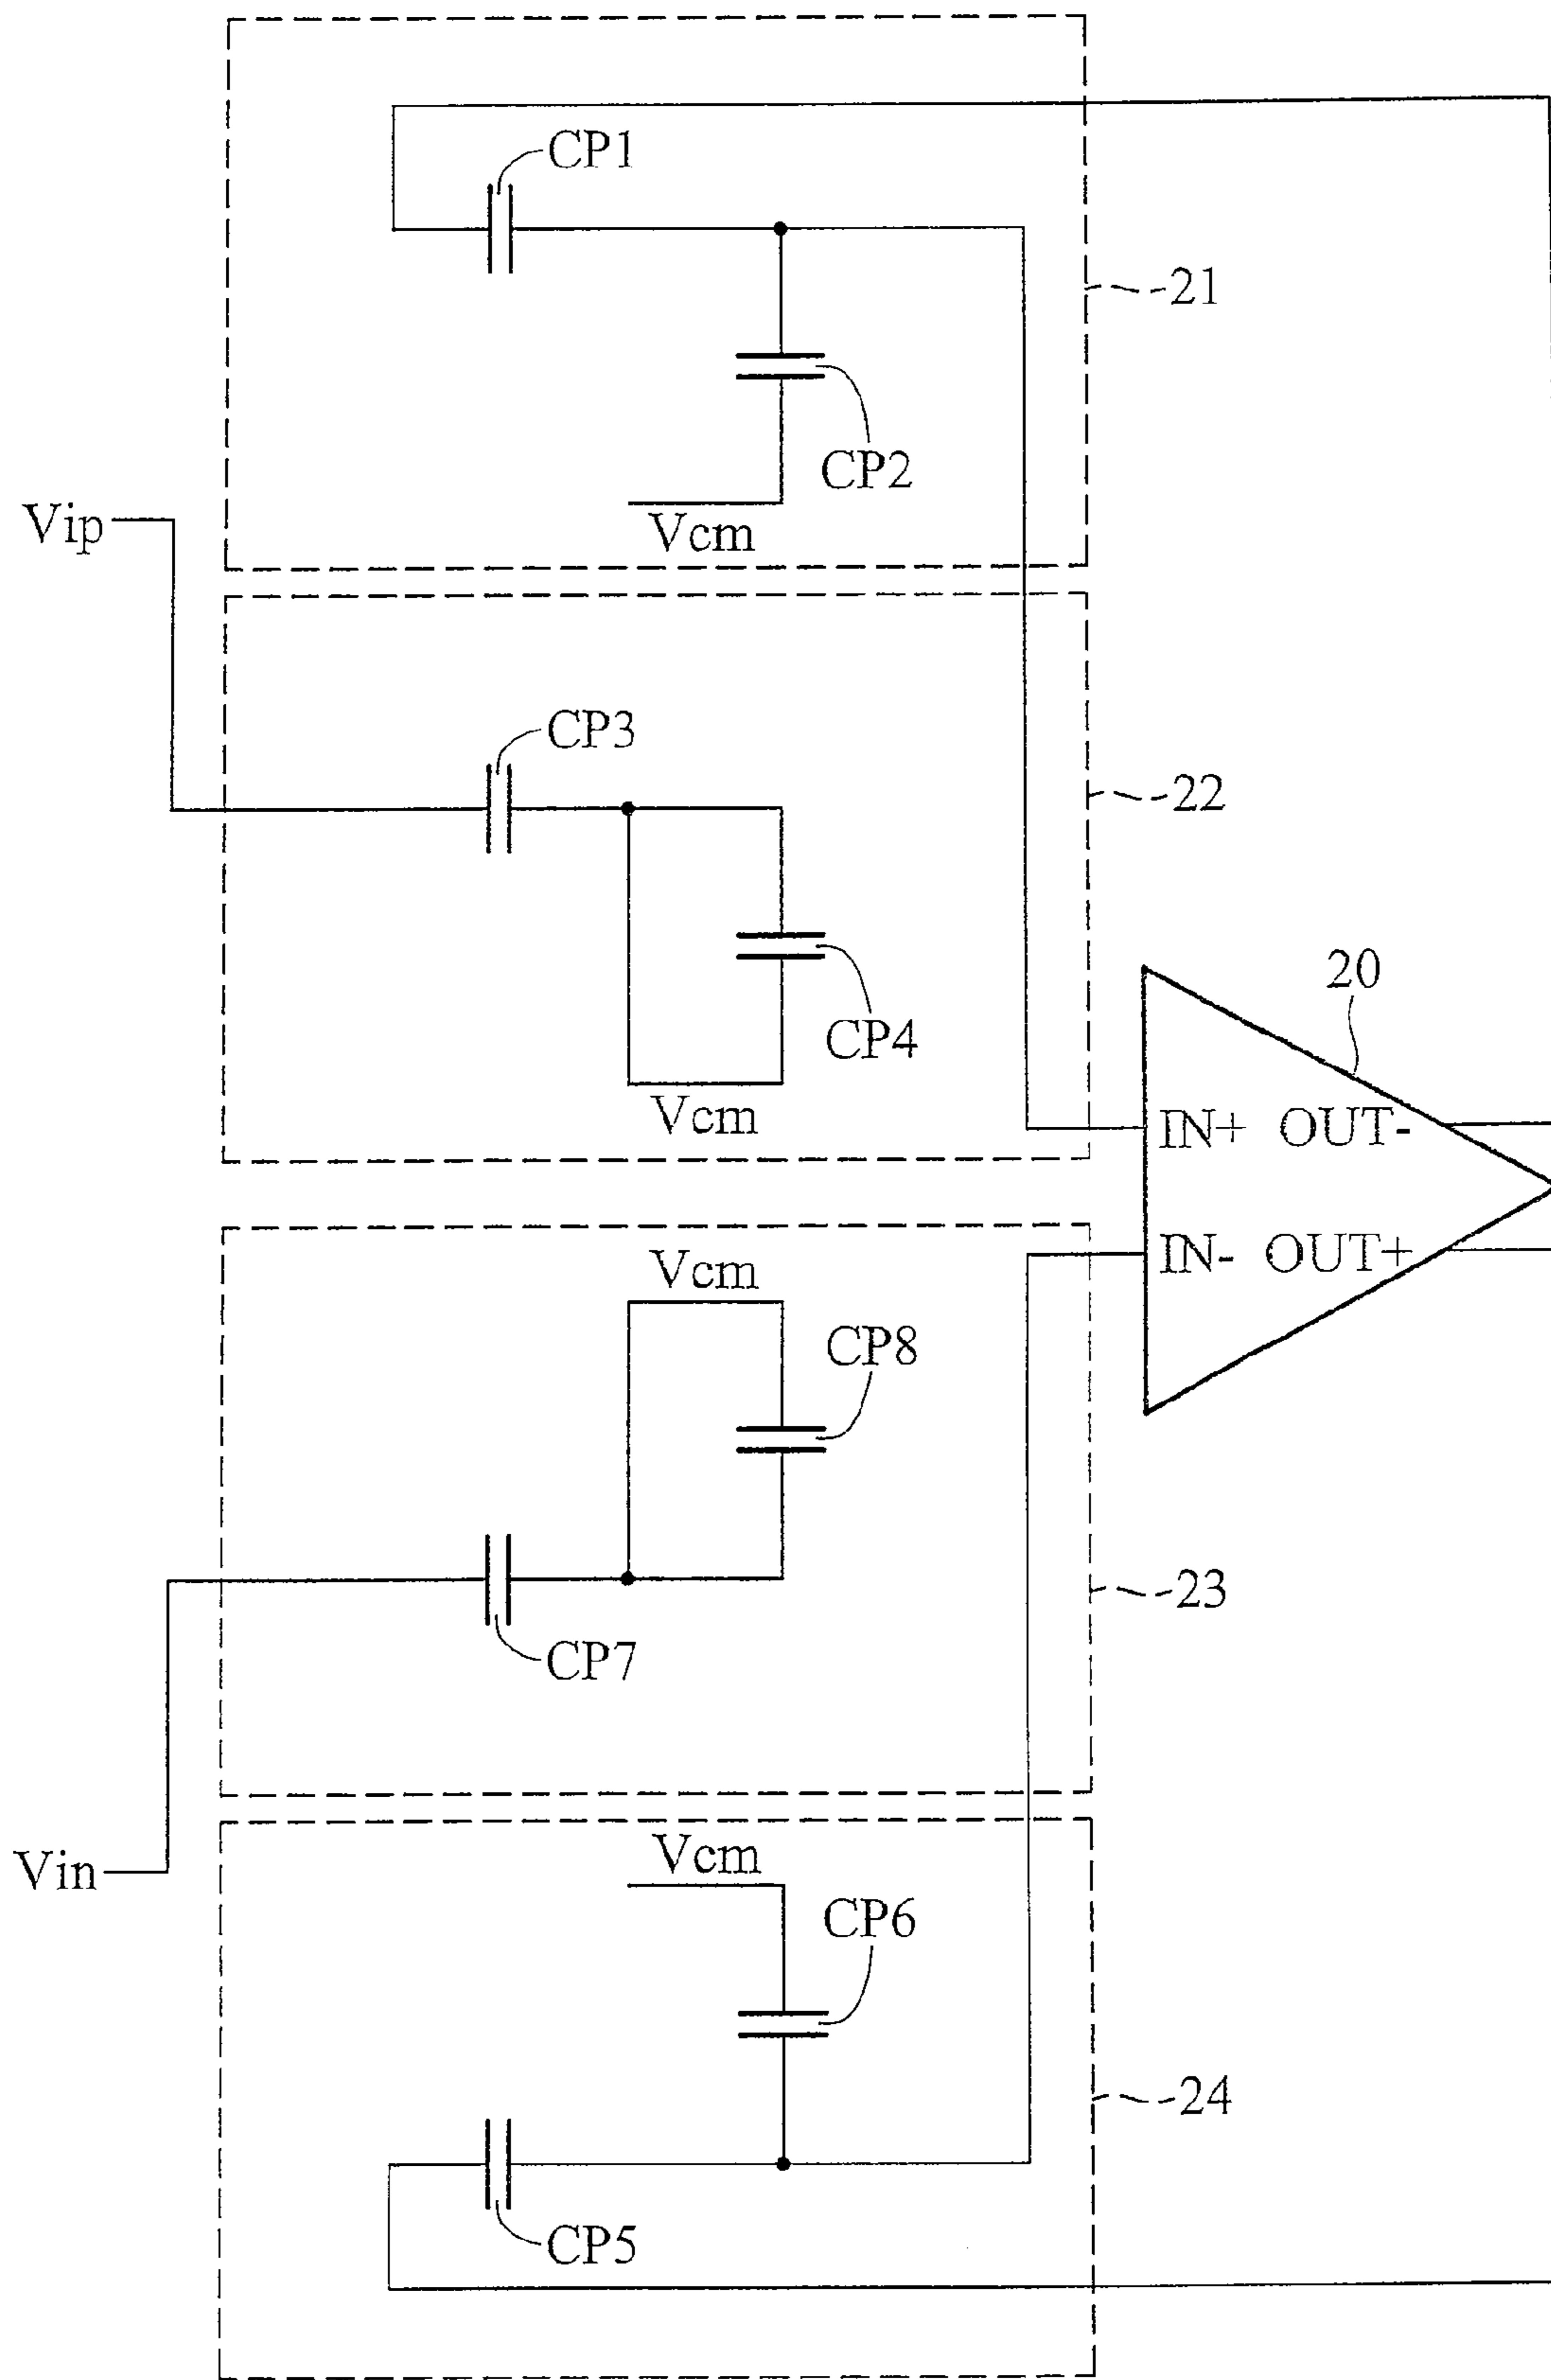 CP1
21
CP2
Vcm
Vip
CP3
22
CP4
Vcm
20
IN+ OUT-
IN- OUT+
Vcm
CP8
23
CP7
Vcm
Vin
CP6
24
CP5